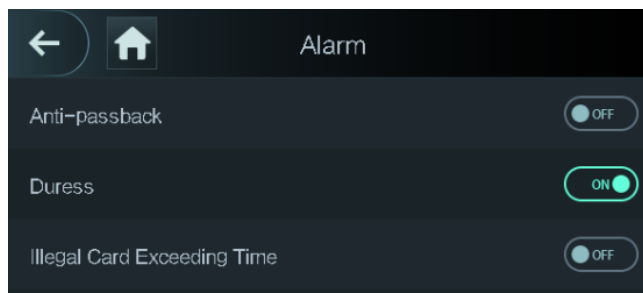 Alarm
Anti-passback OFF
Duress ON
Illegal Card Exceeding Time OFF